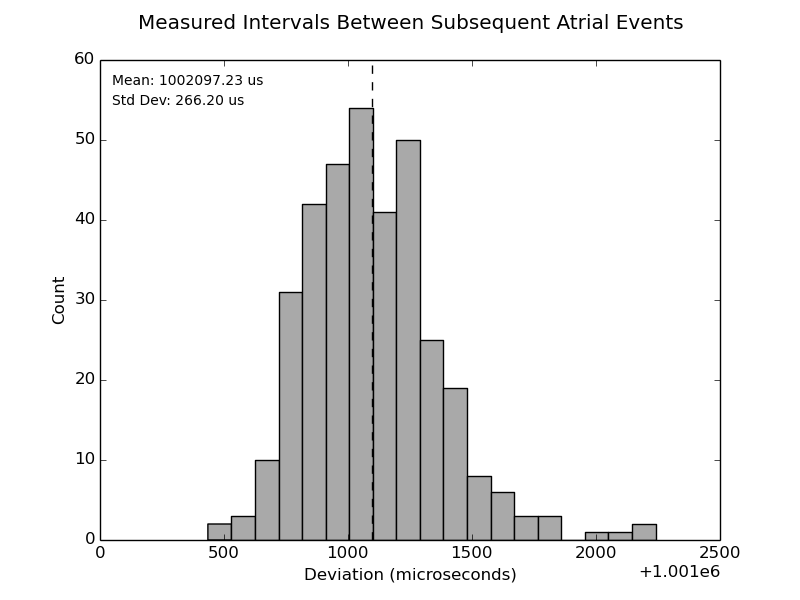 Measured Intervals Between Subsequent Atrial Events
Mean: 1002097.23 us
Std Dev: 266.20 us
60
50
40
30
20
10
0
Count
0 500 1000 1500 2000 2500
+1.001e6
Deviation (microseconds)